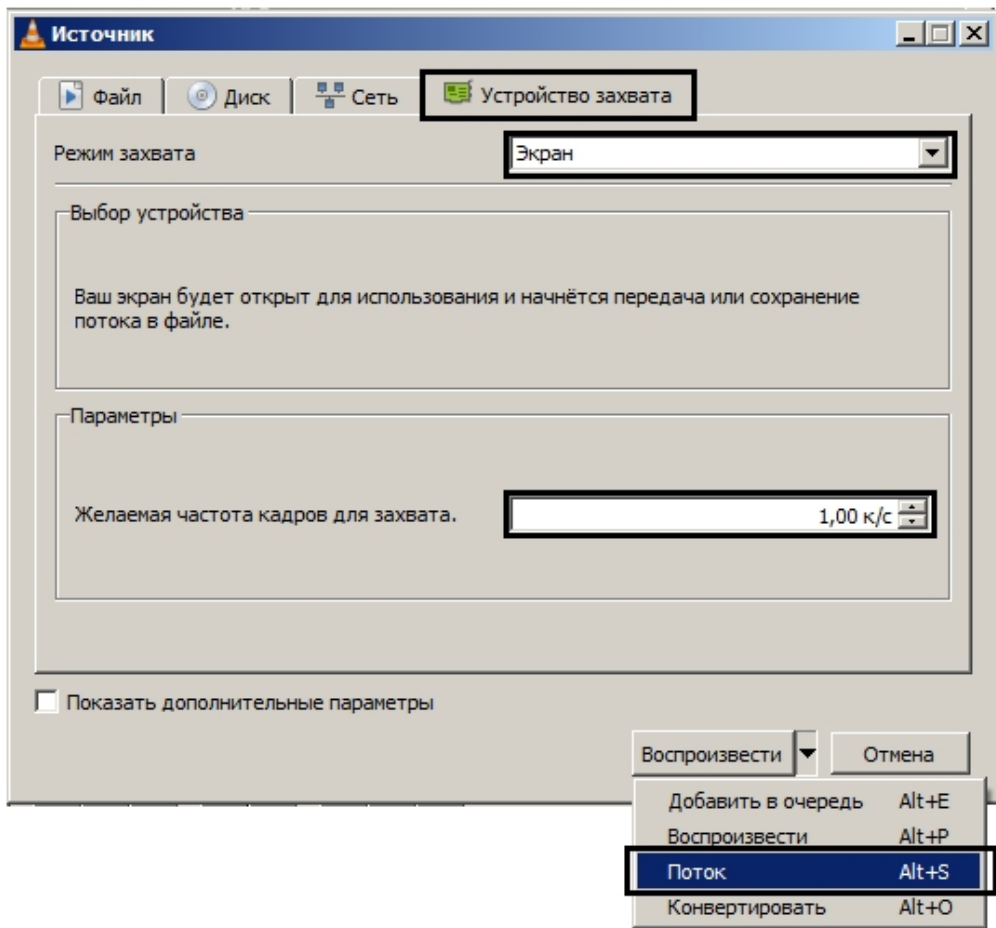 Источник
Файл Диск Сеть Устройство захвата
Режим захвата Экран
Выбор устройства
Ваш экран будет открыт для использования и начнётся передача или сохранение
потока в файле.
Параметры
Желаемая частота кадров для захвата. 1,00 к/с
Показать дополнительные параметры
Воспроизвести Отмена
Добавить в очередь Alt+E
Воспроизвести Alt+P
Поток Alt+S
Конвертировать Alt+O